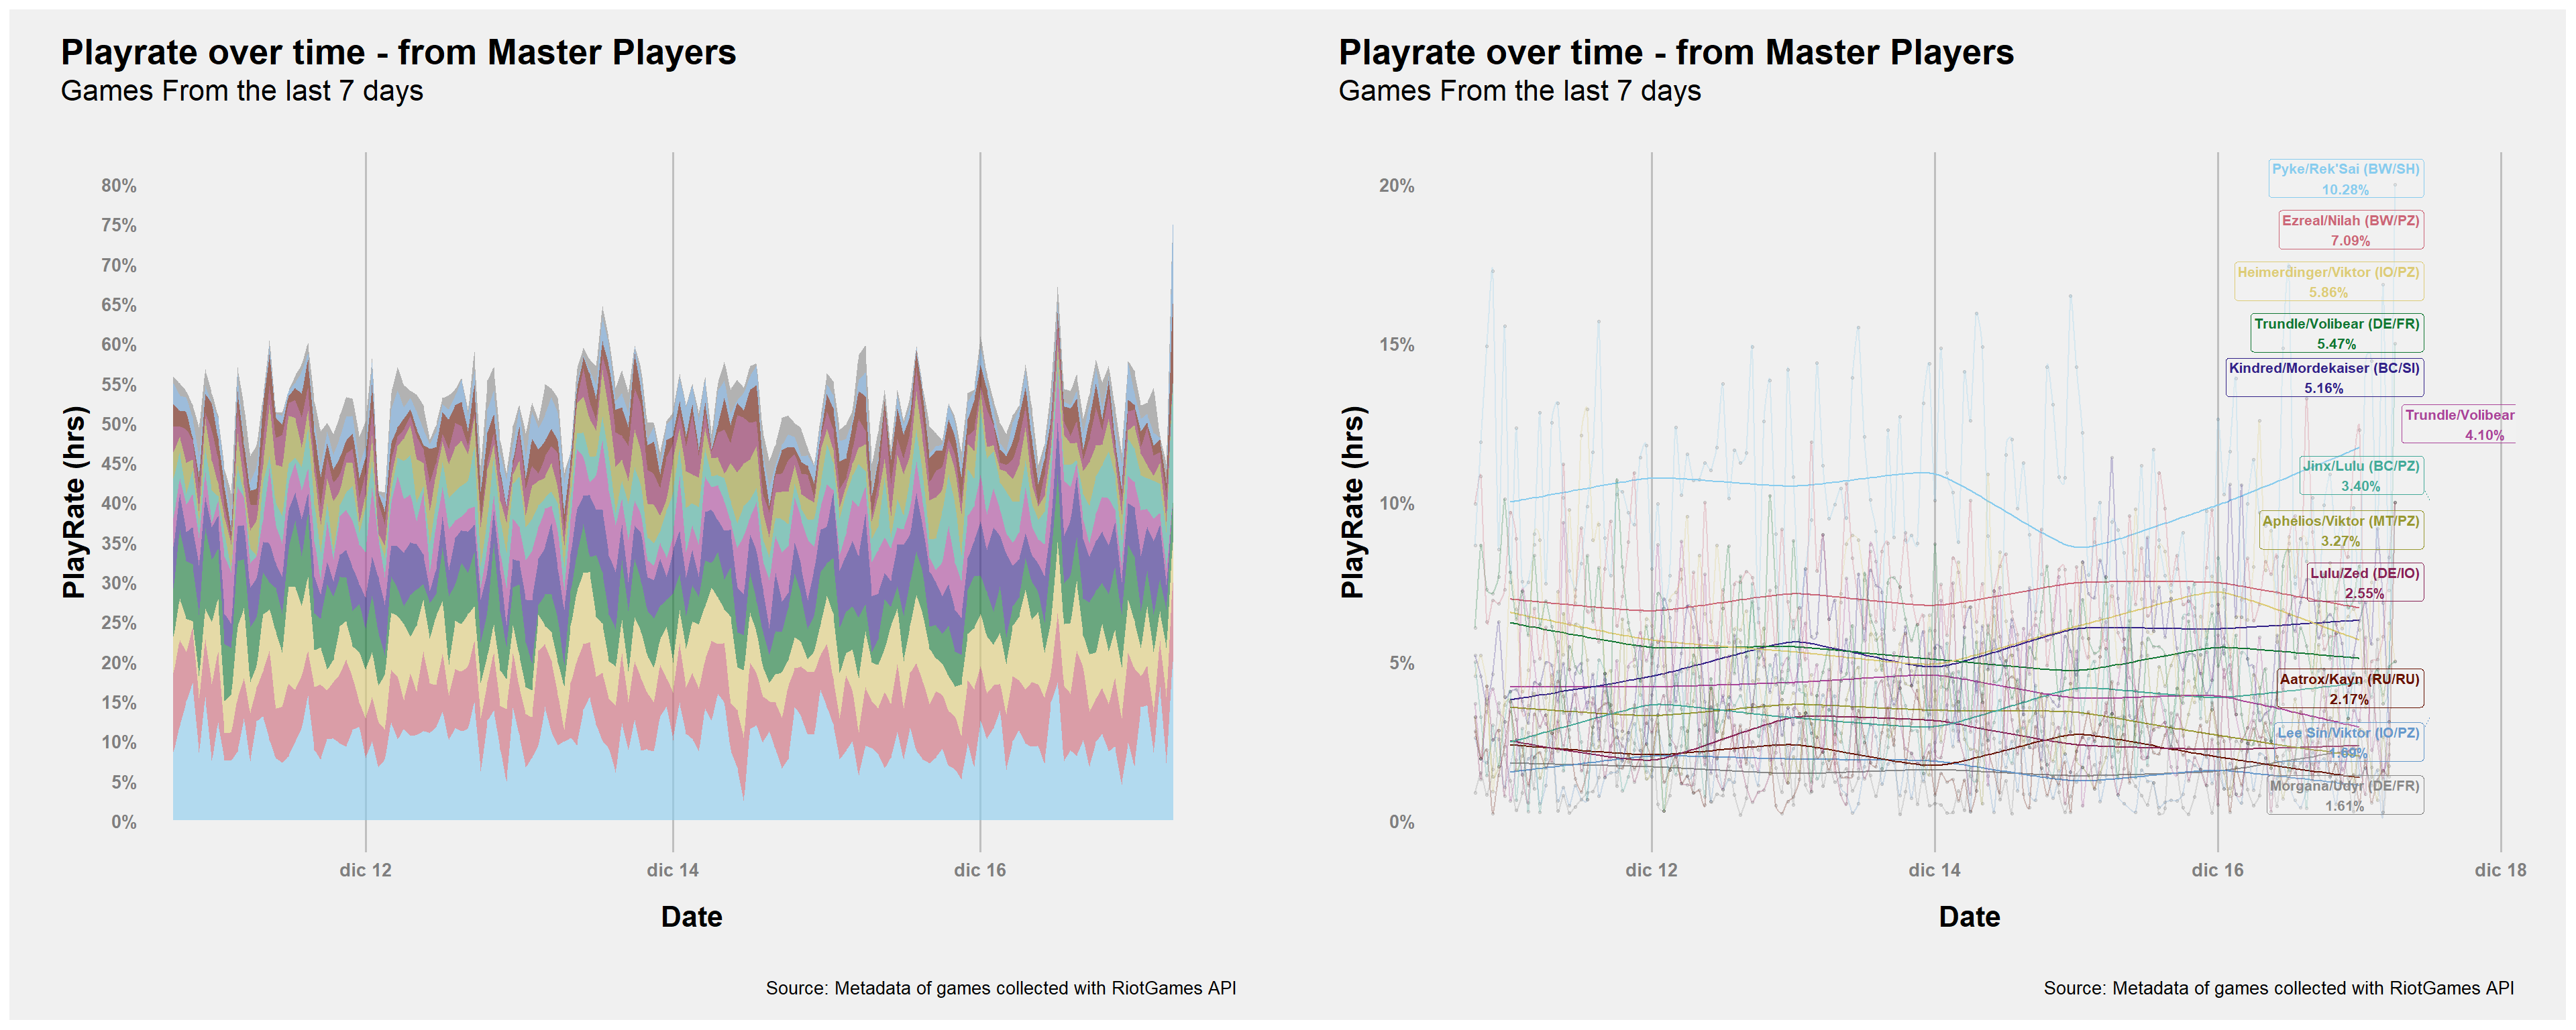 Playrate over time - from Master Players
Games From the last 7 days
80%
75%
70%
65%
60%
55%
50%
45%
40%
35%
30%
25%
20%
15%
10%
5%
0%
PlayRate (hrs)
dic 12
dic 14
dic 16
Date
Source: Metadata of games collected with RiotGames API
Playrate over time - from Master Players
Games From the last 7 days
20%
15%
10%
5%
0%
PlayRate (hrs)
Pyke/Rek'Sai (BW/SH)
10.28%
Ezreal/Nilah (BW/PZ)
7.09%
Heimerdinger/Viktor (IO/PZ)
5.86%
Trundle/Volibear (DE/FR)
5.47%
Kindred/Mordekaiser (BC/SI)
5.16%
Trundle/Volibear
4.10%
Jinx/Lulu (BC/PZ)
3.40%
Aphelios/Viktor (MT/PZ)
3.27%
Lulu/Zed (DE/IO)
2.55%
Aatrox/Kayn (RU/RU)
2.17%
Lee Sin/Viktor (IO/PZ)
1.69%
Morgana/Udyr (DE/FR)
1.61%
dic 12
dic 14
dic 16
dic 18
Date
Source: Metadata of games collected with RiotGames API